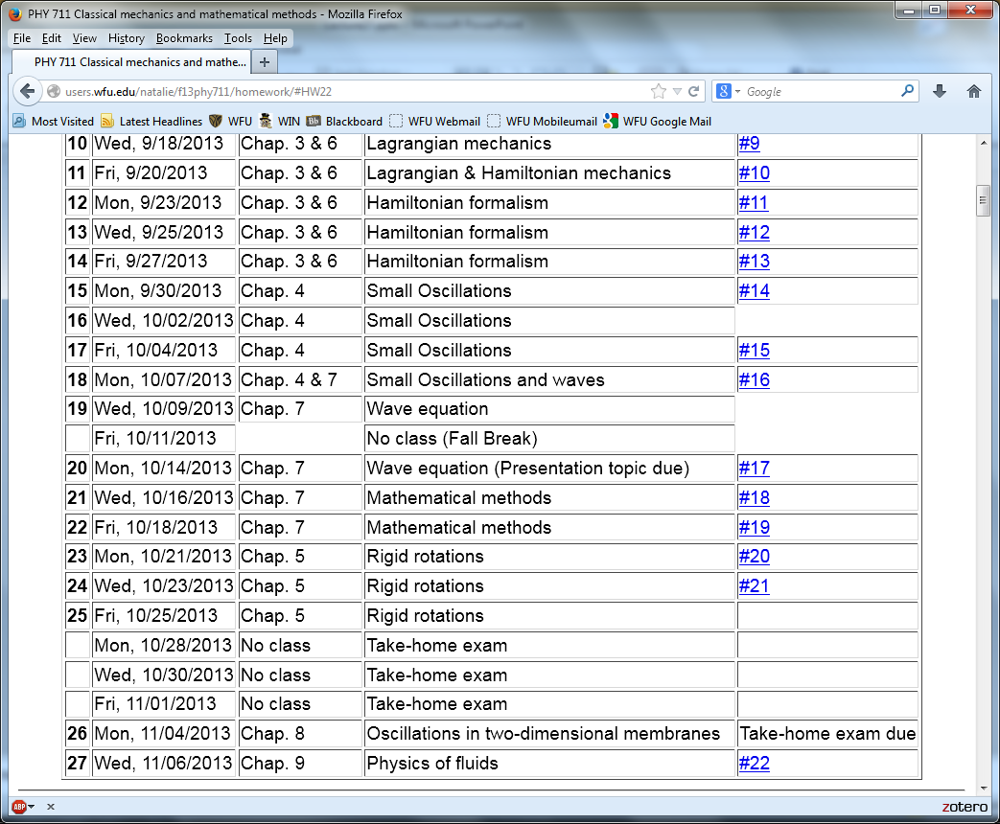 PHY 711 Classical mechanics and mathematical methods - Mozilla Firefox
File Edit View History Bookmarks Tools Help
PHY 711 Classical mechanics and mathe... +
users.wfu.edu/natalie/f13phy711/homework/#HW22 8 Google
Most Visited Latest Headlines WFU WIN Bb Blackboard WFU Webmail WFU Mobileumail WFU Google Mail
10 Wed, 9/18/2013 Chap. 3 & 6 Lagrangian mechanics #9
11 Fri, 9/20/2013 Chap. 3 & 6 Lagrangian & Hamiltonian mechanics #10
12 Mon, 9/23/2013 Chap. 3 & 6 Hamiltonian formalism #11
13 Wed, 9/25/2013 Chap. 3 & 6 Hamiltonian formalism #12
14 Fri, 9/27/2013 Chap. 3 & 6 Hamiltonian formalism #13
15 Mon, 9/30/2013 Chap. 4 Small Oscillations #14
16 Wed, 10/02/2013 Chap. 4 Small Oscillations
17 Fri, 10/04/2013 Chap. 4 Small Oscillations #15
18 Mon, 10/07/2013 Chap. 4 & 7 Small Oscillations and waves #16
19 Wed, 10/09/2013 Chap. 7 Wave equation
Fri, 10/11/2013 No class (Fall Break)
20 Mon, 10/14/2013 Chap. 7 Wave equation (Presentation topic due) #17
21 Wed, 10/16/2013 Chap. 7 Mathematical methods #18
22 Fri, 10/18/2013 Chap. 7 Mathematical methods #19
23 Mon, 10/21/2013 Chap. 5 Rigid rotations #20
24 Wed, 10/23/2013 Chap. 5 Rigid rotations #21
25 Fri, 10/25/2013 Chap. 5 Rigid rotations
Mon, 10/28/2013 No class Take-home exam
Wed, 10/30/2013 No class Take-home exam
Fri, 11/01/2013 No class Take-home exam
26 Mon, 11/04/2013 Chap. 8 Oscillations in two-dimensional membranes Take-home exam due
27 Wed, 11/06/2013 Chap. 9 Physics of fluids #22
ABP x zotero